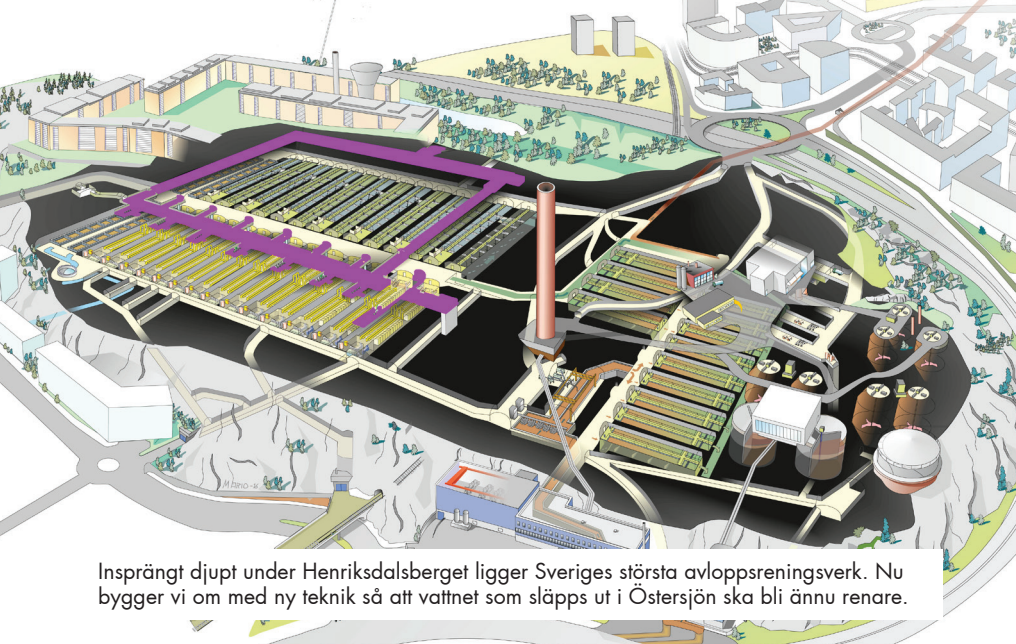 Insprängt djupt under Henriksdalsberget ligger Sveriges största avloppsreningsverk. Nu
bygger vi om med ny teknik så att vattnet som släpps ut i Östersjön ska bli ännu renare.